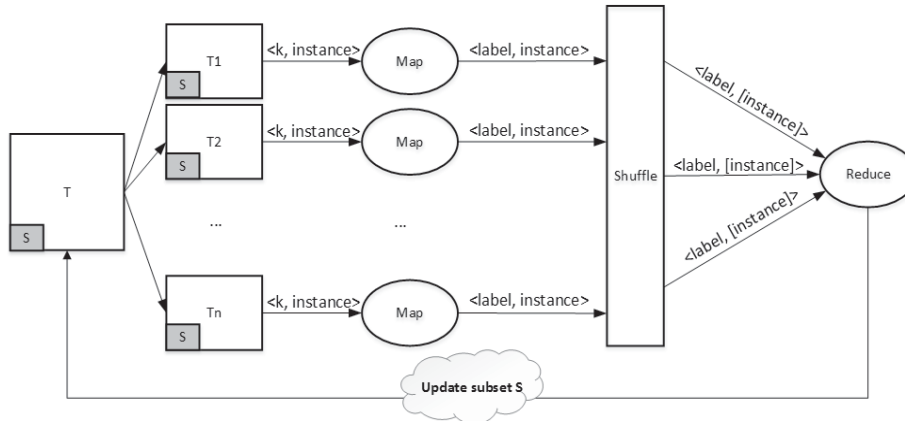 T1
S
<k, instance>
Map
<label, instance>
<label, [instance]>
T2
S
<k, instance>
Map
<label, instance>
T
S
Shuffle
<label, [instance]>
Reduce
...
...
<label, [instance]>
Tn
S
<k, instance>
Map
<label, instance>
Update subset S